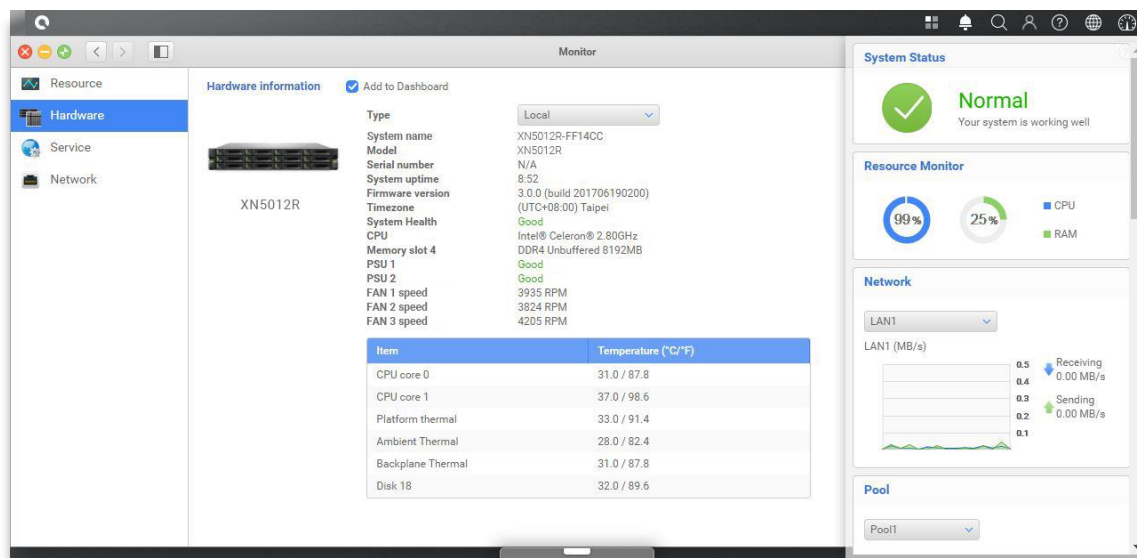 Monitor
Resource
Hardware
Service
Network
Hardware information
Add to Dashboard
XN5012R
Type Local
System name XN5012R-FF14CC
Model XN5012R
Serial number N/A
System uptime 8:52
Firmware version 3.0.0 (build 201706190200)
Timezone (UTC+08:00) Taipei
System Health Good
CPU Intel® Celeron® 2.80GHz
Memory slot 4 DDR4 Unbuffered 8192MB
PSU 1 Good
PSU 2 Good
FAN 1 speed 3935 RPM
FAN 2 speed 3824 RPM
FAN 3 speed 4205 RPM
Item Temperature (°C/°F)
CPU core 0 31.0 / 87.8
CPU core 1 37.0 / 98.6
Platform thermal 33.0 / 91.4
Ambient Thermal 28.0 / 82.4
Backplane Thermal 31.0 / 87.8
Disk 18 32.0 / 89.6
System Status
Normal
Your system is working well
Resource Monitor
99%
25%
CPU
RAM
Network
LAN1
LAN1 (MB/s)
0.5
0.4
0.3
0.2
0.1
Receiving
0.00 MB/s
Sending
0.00 MB/s
Pool
Pool1